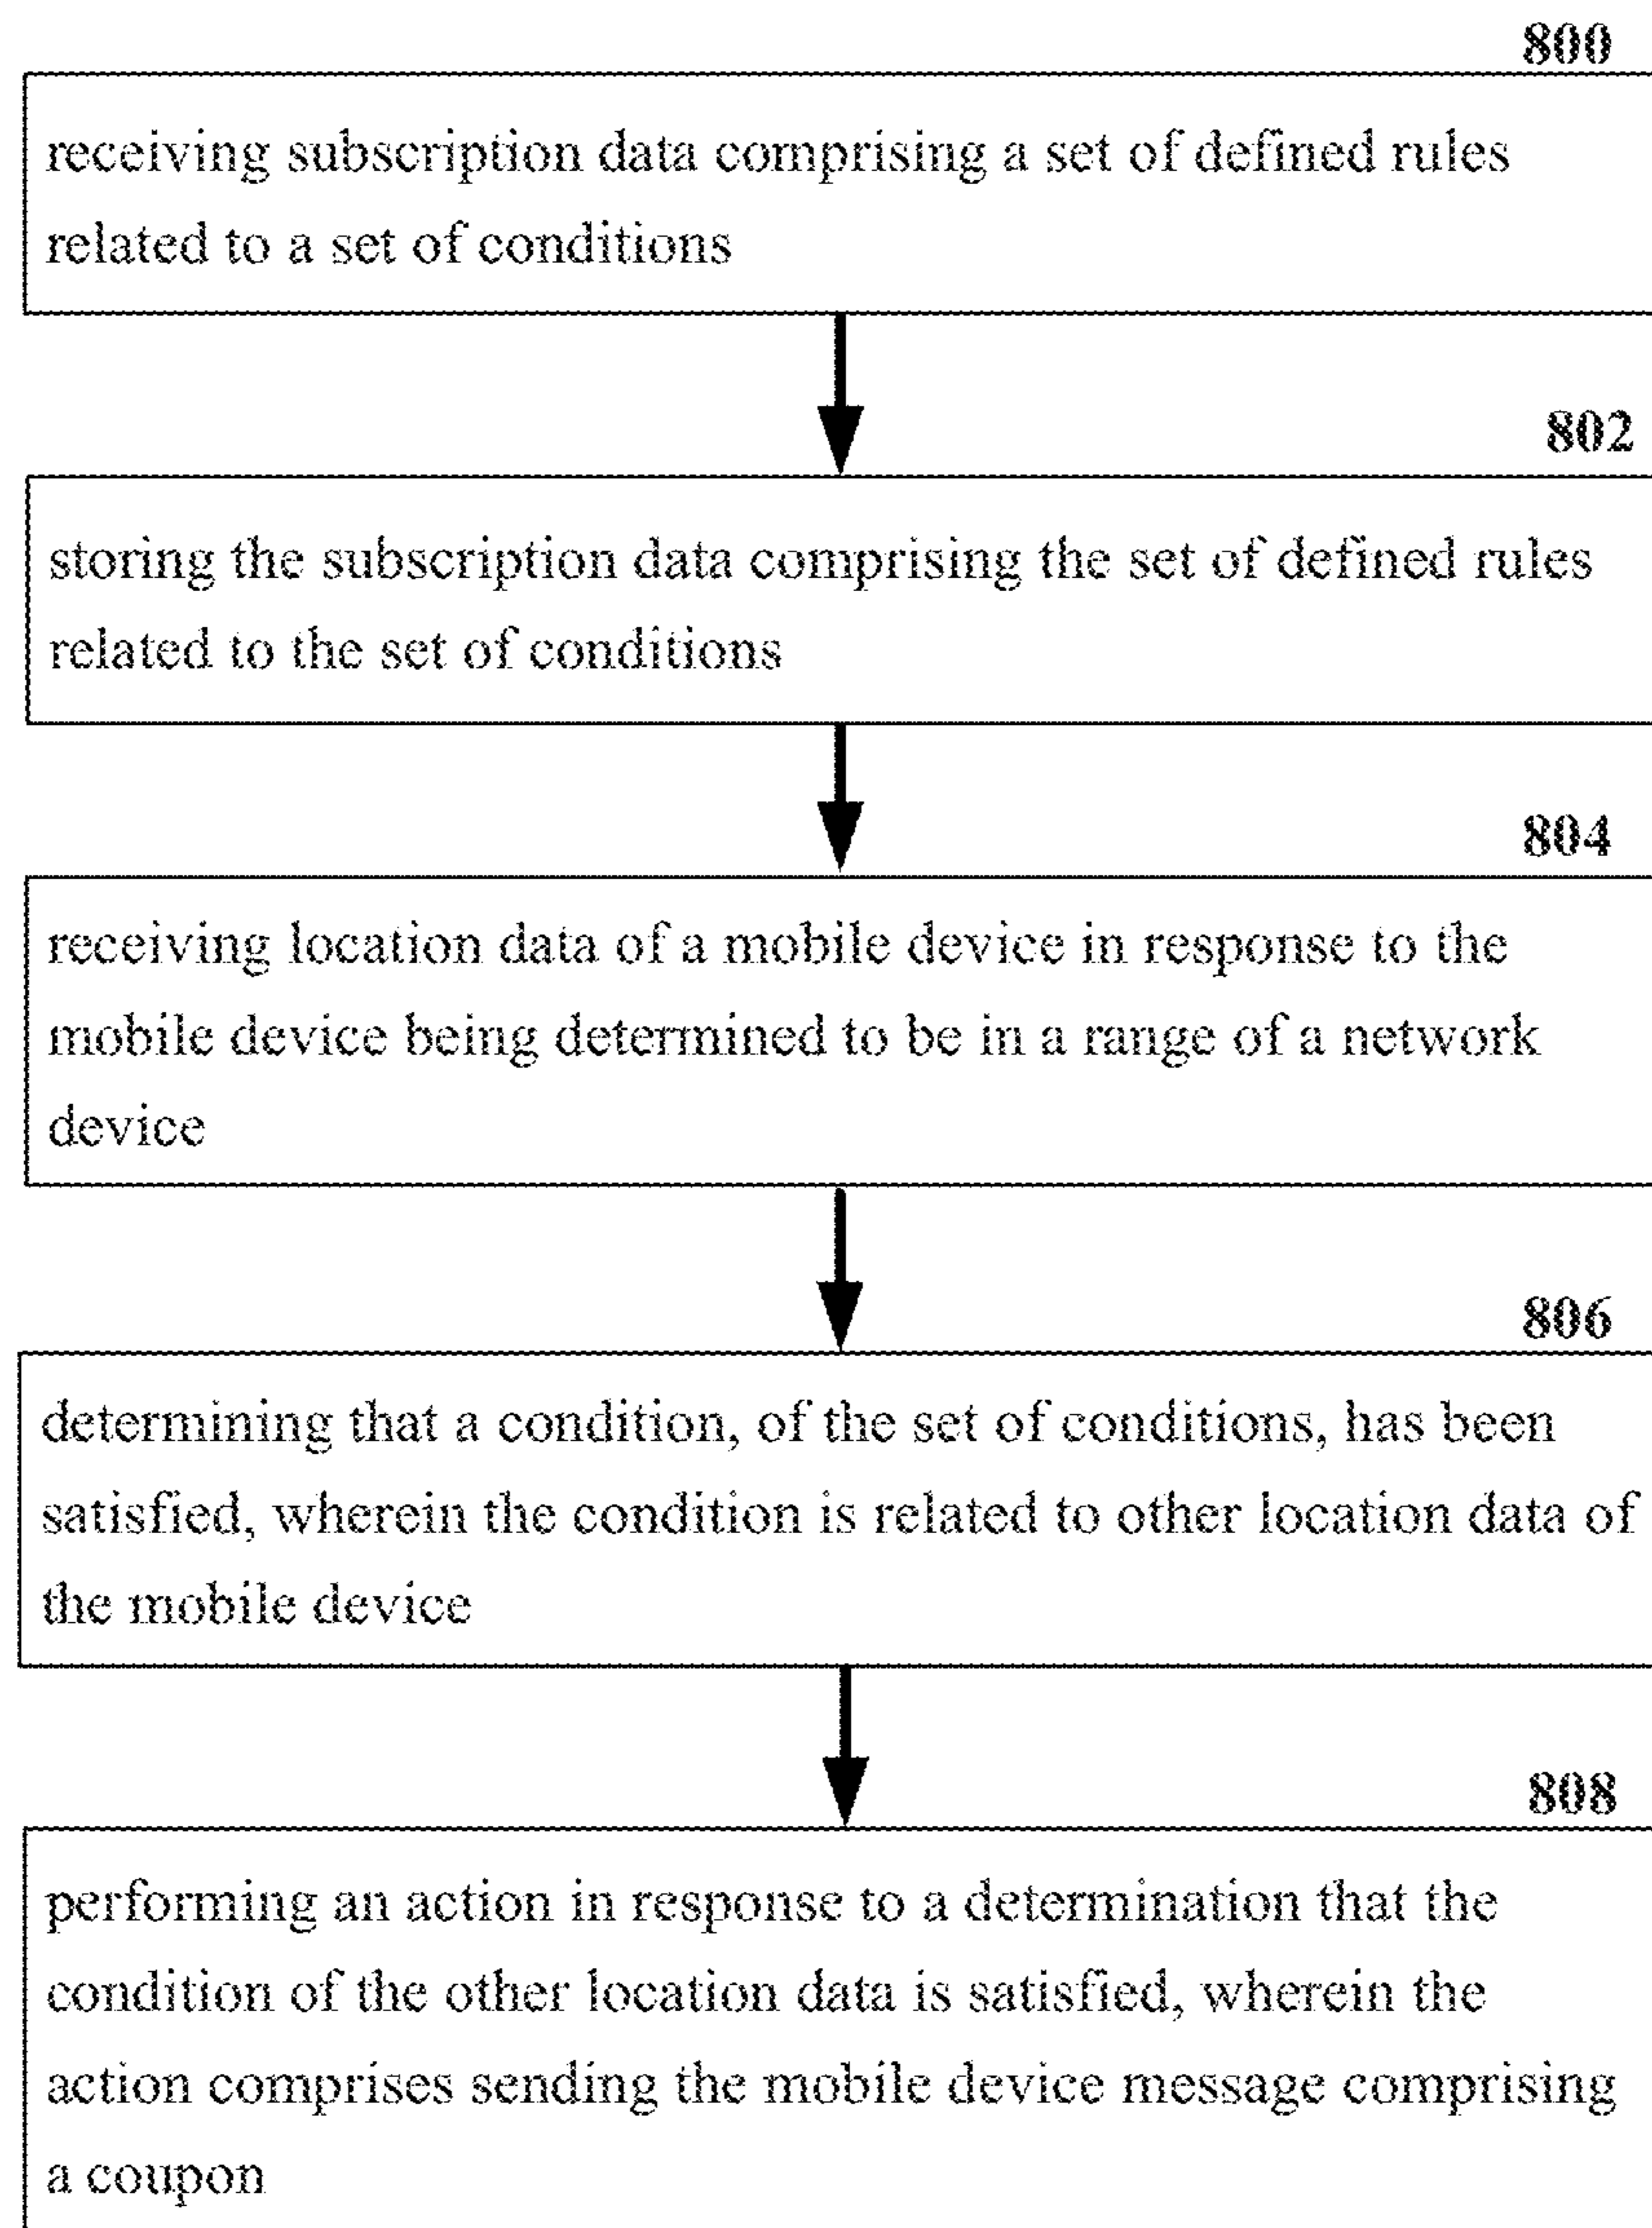 800
receiving subscription data comprising a set of defined rules
related to a set of conditions
802
storing the subscription data comprising the set of defined rules
related to the set of conditions
804
receiving location data of a mobile device in response to the
mobile device being determined to be in a range of a network
device
806
determining that a condition, of the set of conditions, has been
satisfied, wherein the condition is related to other location data of
the mobile device
808
performing an action in response to a determination that the
condition of the other location data is satisfied, wherein the
action comprises sending the mobile device message comprising
a coupon